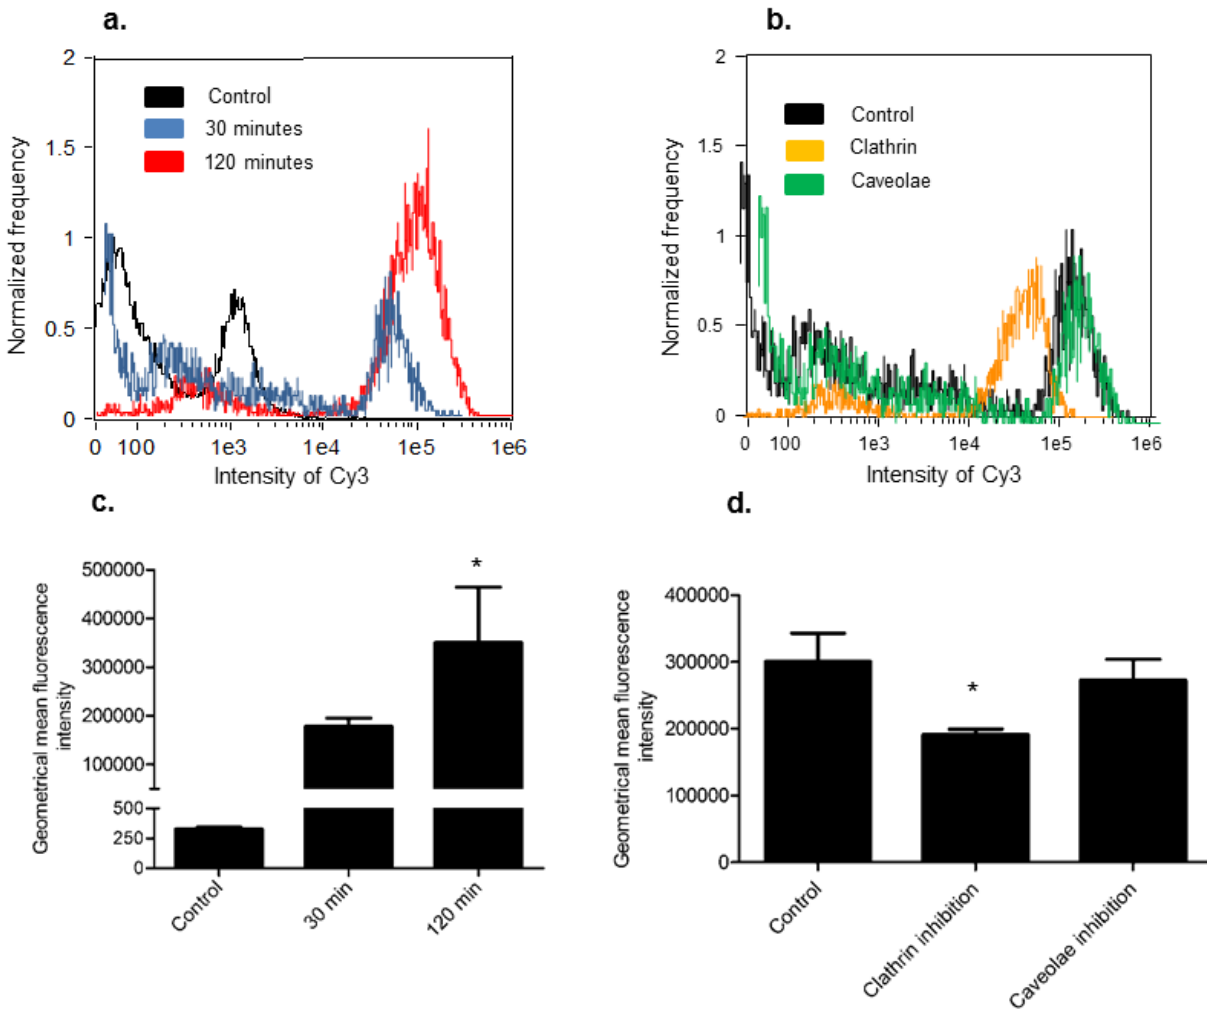 a.
2
1.5
1
0.5
0
Normalized frequency
Control
30 minutes
120 minutes
0 100 1e3 1e4 1e5 1e6
Intensity of Cy3
b.
2
1.5
1
0.5
0
Normalized frequency
Control
Clathrin
Caveolae
0 100 1e3 1e4 1e5 1e6
Intensity of Cy3
c.
Geometrical mean fluorescence
intensity
500000
400000
300000
200000
100000
500
250
0
*
Control
30 min
120 min
d.
Geometrical mean fluorescence
intensity
400000
300000
200000
100000
0
*
Control
Clathrin inhibition
Caveolae inhibition